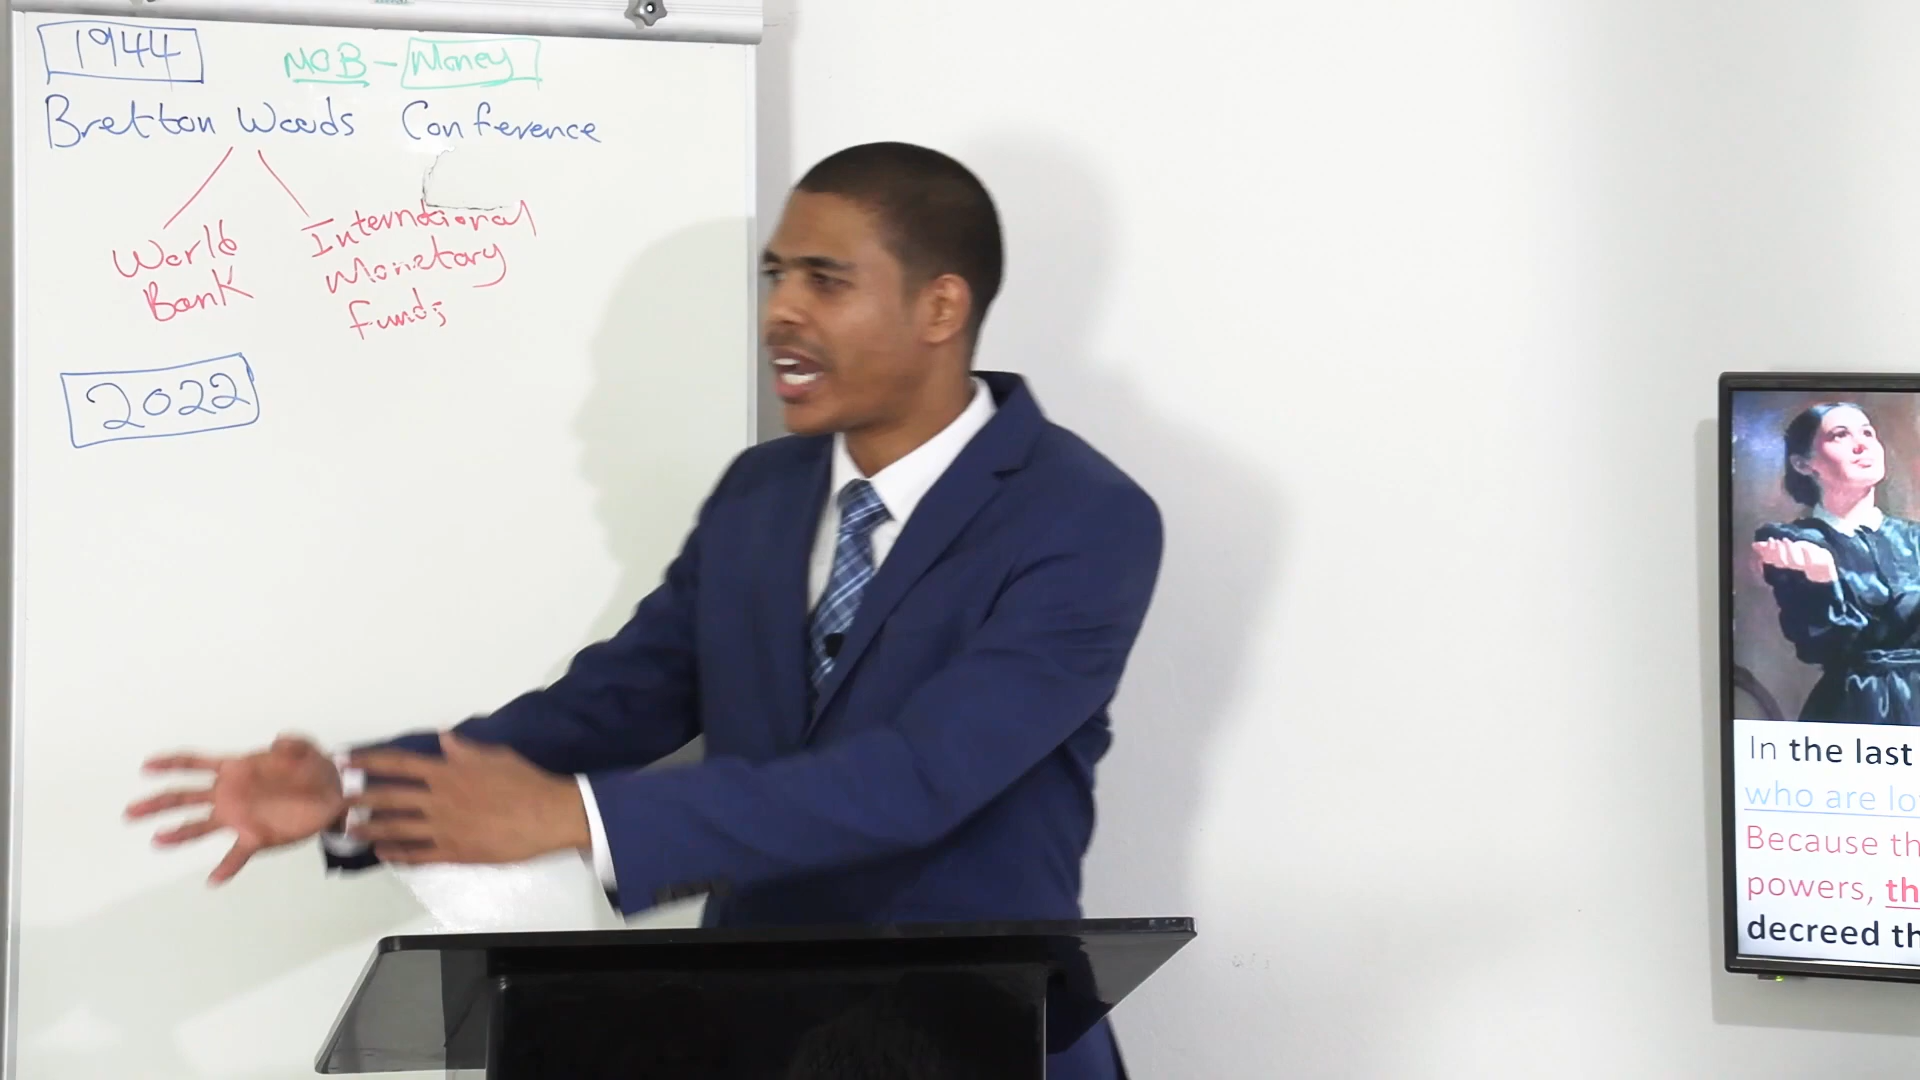 1944
MOB - Money
Bretton Woods Conference
World
Bank
International
Monetary
Funds
2022
In the last
who are lo
Because th
powers, th
decreed th